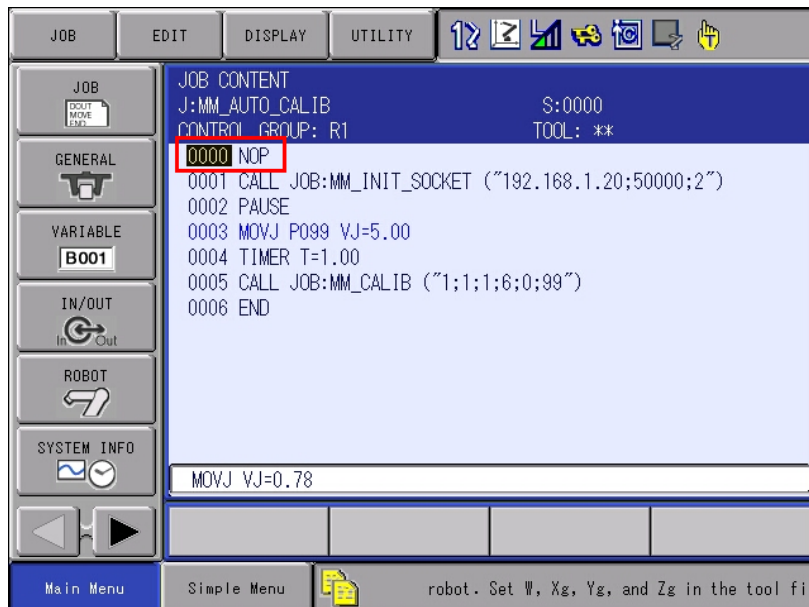 JOB EDIT DISPLAY UTILITY
JOB
DOUT
MOVE
END
GENERAL
VARIABLE
B001
IN/OUT
In Out
ROBOT
SYSTEM INFO
JOB CONTENT
J:MM_AUTO_CALIB S:0000
CONTROL GROUP: R1 TOOL: **
0000 NOP
0001 CALL JOB:MM_INIT_SOCKET ("192.168.1.20;50000;2")
0002 PAUSE
0003 MOVJ P099 VJ=5.00
0004 TIMER T=1.00
0005 CALL JOB:MM_CALIB ("1;1;1;6;0;99")
0006 END
MOVJ VJ=0.78
Main Menu Simple Menu robot. Set W, Xg, Yg, and Zg in the tool fi